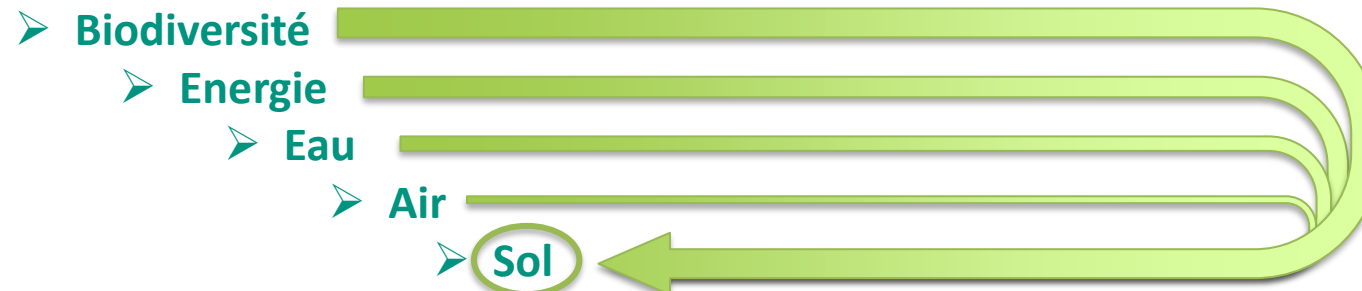 ➢ Biodiversité
➢ Energie
➢ Eau
➢ Air
➢ Sol